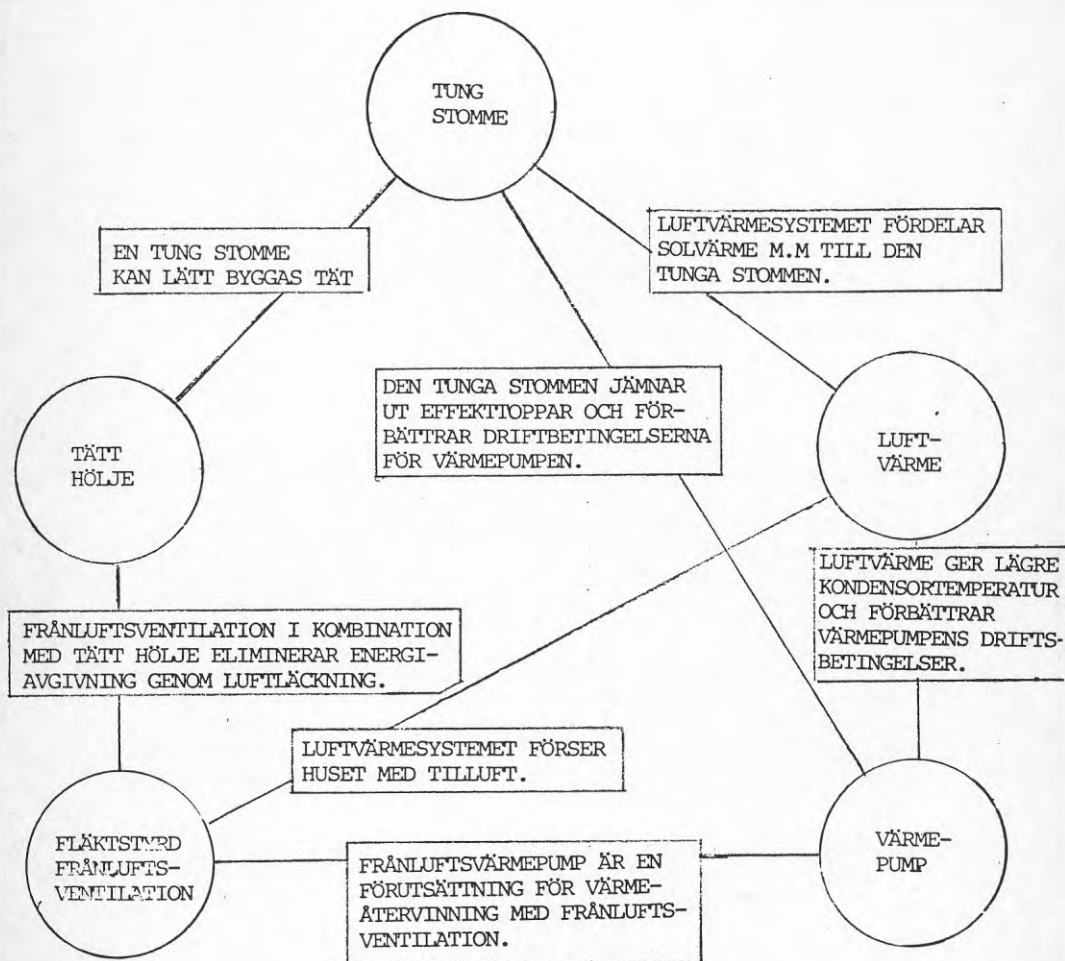 TUNG
STOMME
EN TUNG STOMME
KAN LÄTT BYGGAS TÄT
LUFTVÄRMESYSTEMET FÖRDELAR
SOLVÄRME M.M TILL DEN
TUNGA STOMMEN.
DEN TUNGA STOMMEN JÄMNAR
UT EFFEKTTOPPAR OCH FÖR-
BÄTTRAR DRIFTBETINGELSERNA
FÖR VÄRMEPUMPEN.
TÄTT
HÖLJE
LUFT-
VÄRME
LUFTVÄRME GER LÄGRE
KONDENSORTEMPERATUR
OCH FÖRBÄTTRAR
VÄRMEPUMPENS DRIFTS-
BETINGELSER.
FRÅNLUFTSVENTILATION I KOMBINATION
MED TÄTT HÖLJE ELIMINERAR ENERGI-
AVGIVNING GENOM LUFTLÄCKNING.
LUFTVÄRMESYSTEMET FÖRSER
HUSET MED TILLUFT.
FLÄKTSTYRD
FRÅNLUFTS-
VENTILATION
FRÅNLUFTSVÄRMEPUMP ÄR EN
FÖRUTSÄTTNING FÖR VÄRME-
ÅTERVINNING MED FRÅNLUFTS-
VENTILATION.
VÄRME-
PUMP